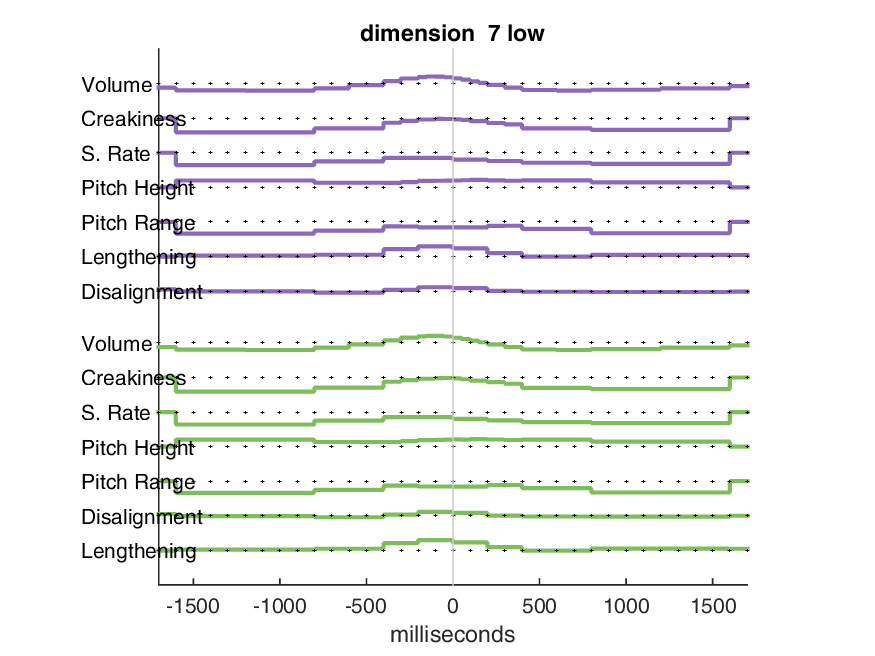 dimension 7 low
Volume
Creakiness
S. Rate
Pitch Height
Pitch Range
Lengthening
Disalignment
Volume
Creakiness
S. Rate
Pitch Height
Pitch Range
Disalignment
Lengthening
-1500 -1000 -500 0 500 1000 1500
milliseconds